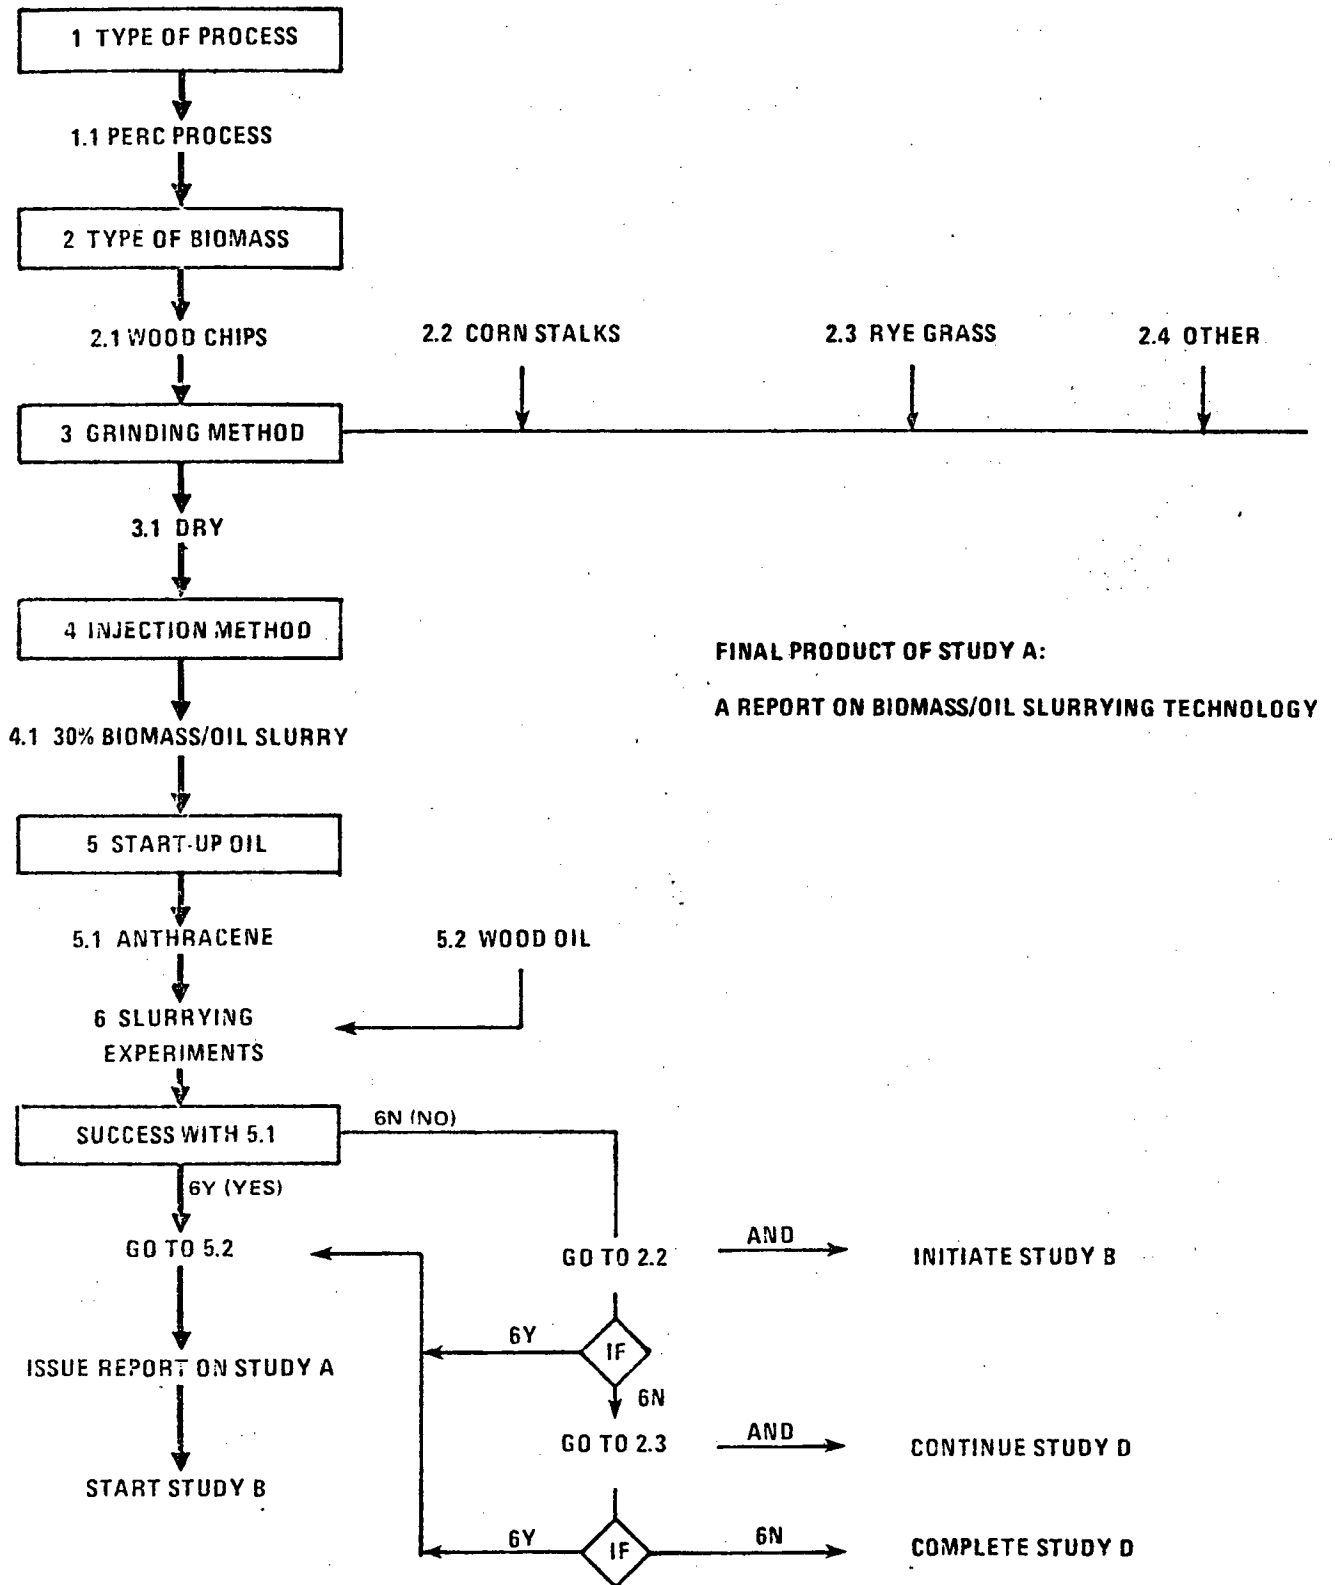 1 TYPE OF PROCESS
1.1 PERC PROCESS
2 TYPE OF BIOMASS
2.1 WOOD CHIPS
2.2 CORN STALKS
2.3 RYE GRASS
2.4 OTHER
3 GRINDING METHOD
3.1 DRY
4 INJECTION METHOD
FINAL PRODUCT OF STUDY A:
A REPORT ON BIOMASS/OIL SLURRYING TECHNOLOGY
4.1 30% BIOMASS/OIL SLURRY
5 START-UP OIL
5.1 ANTHRACENE
5.2 WOOD OIL
6 SLURRYING
EXPERIMENTS
SUCCESS WITH 5.1
6N (NO)
6Y (YES)
GO TO 5.2
GO TO 2.2
AND
INITIATE STUDY B
6Y
IF
6N
ISSUE REPORT ON STUDY A
GO TO 2.3
AND
CONTINUE STUDY D
START STUDY B
6Y
IF
6N
COMPLETE STUDY D